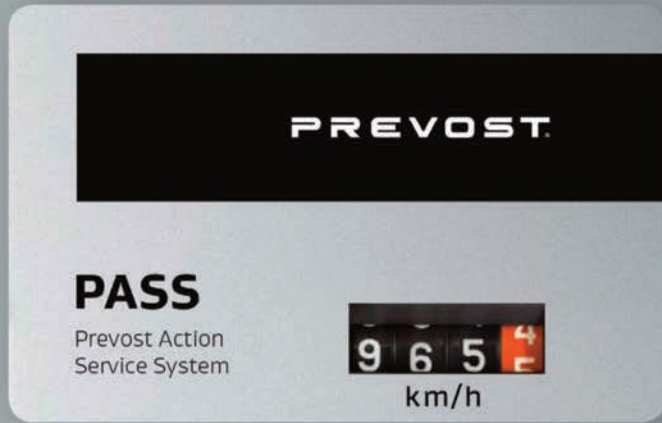 PREVOST
PASS
Prevost Action
Service System
9 6 5
km/h